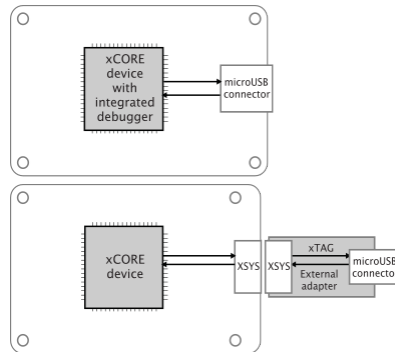 xCORE
device
with
integrated
debugger
microUSB
connector
xCORE
device
XSYS
XSYS
xTAG
External
adapter
microUSB
connector